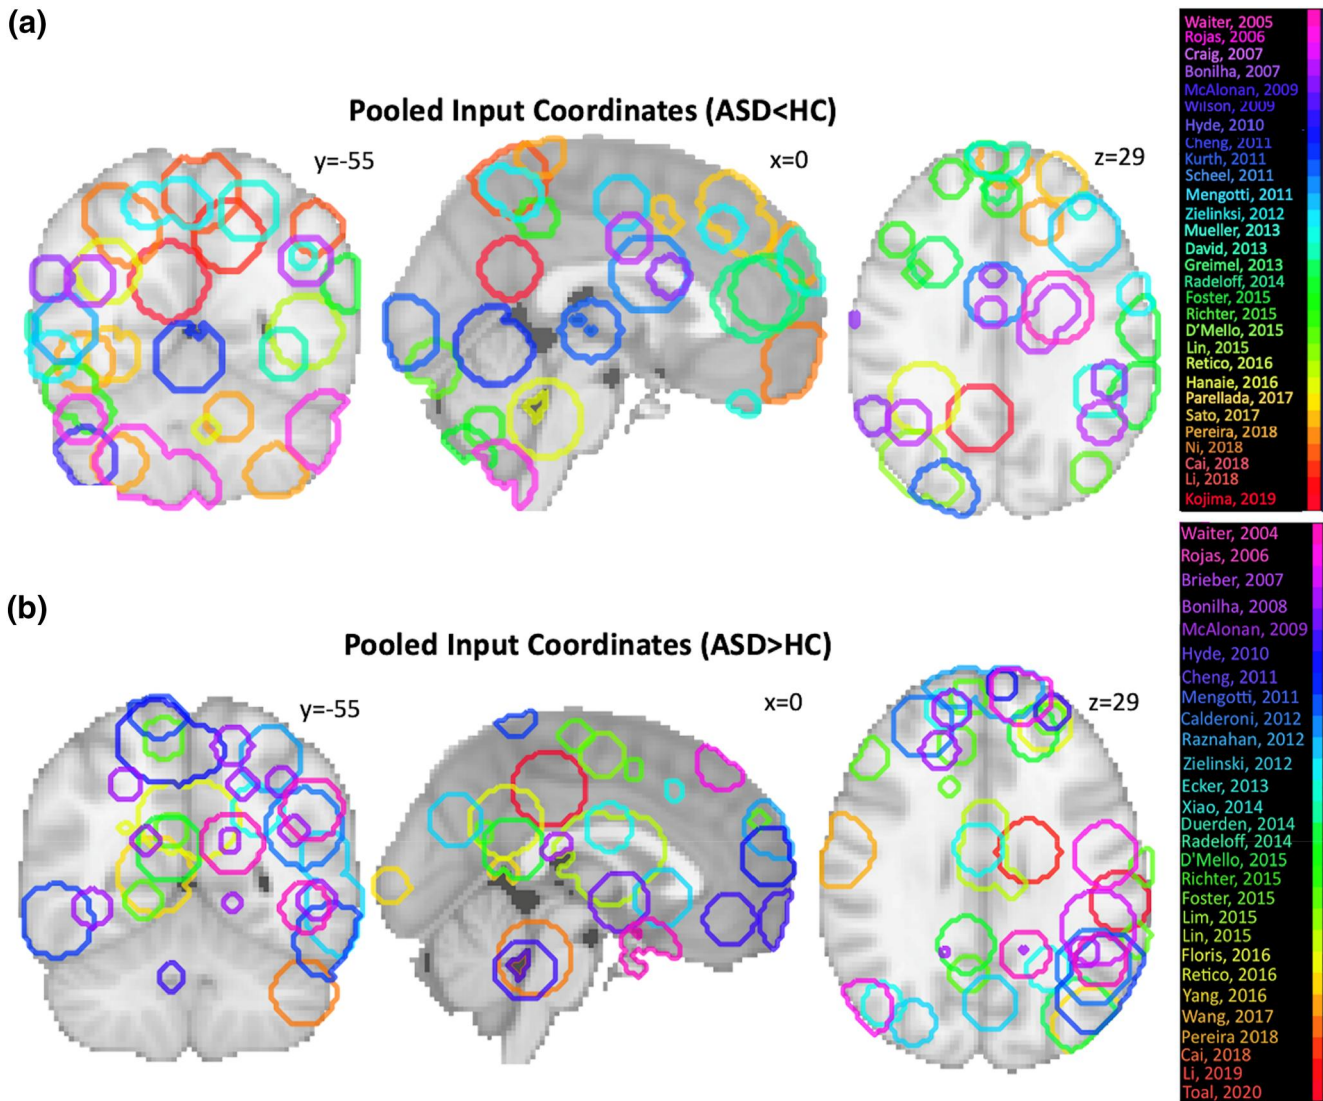 (a)
Pooled Input Coordinates (ASD<HC)
y=-55
x=0
z=29
Waiter, 2005
Rojas, 2006
Craig, 2007
Bonilha, 2007
McAlonan, 2009
Wilson, 2009
Hyde, 2010
Cheng, 2011
Kurth, 2011
Scheel, 2011
Mengotti, 2011
Zielinksi, 2012
Mueller, 2013
David, 2013
Greimel, 2013
Radeloff, 2014
Foster, 2015
Richter, 2015
D'Mello, 2015
Lin, 2015
Retico, 2016
Hanaie, 2016
Parellada, 2017
Sato, 2017
Pereira, 2018
Ni, 2018
Cai, 2018
Li, 2018
Kojima, 2019
(b)
Pooled Input Coordinates (ASD>HC)
y=-55
x=0
z=29
Waiter, 2004
Rojas, 2006
Brieber, 2007
Bonilha, 2008
McAlonan, 2009
Hyde, 2010
Cheng, 2011
Mengotti, 2011
Calderoni, 2012
Raznahan, 2012
Zielinski, 2012
Ecker, 2013
Xiao, 2014
Duerden, 2014
Radeloff, 2014
D'Mello, 2015
Richter, 2015
Foster, 2015
Lim, 2015
Lin, 2015
Floris, 2016
Retico, 2016
Yang, 2016
Wang, 2017
Pereira 2018
Cai, 2018
Li, 2019
Toal, 2020